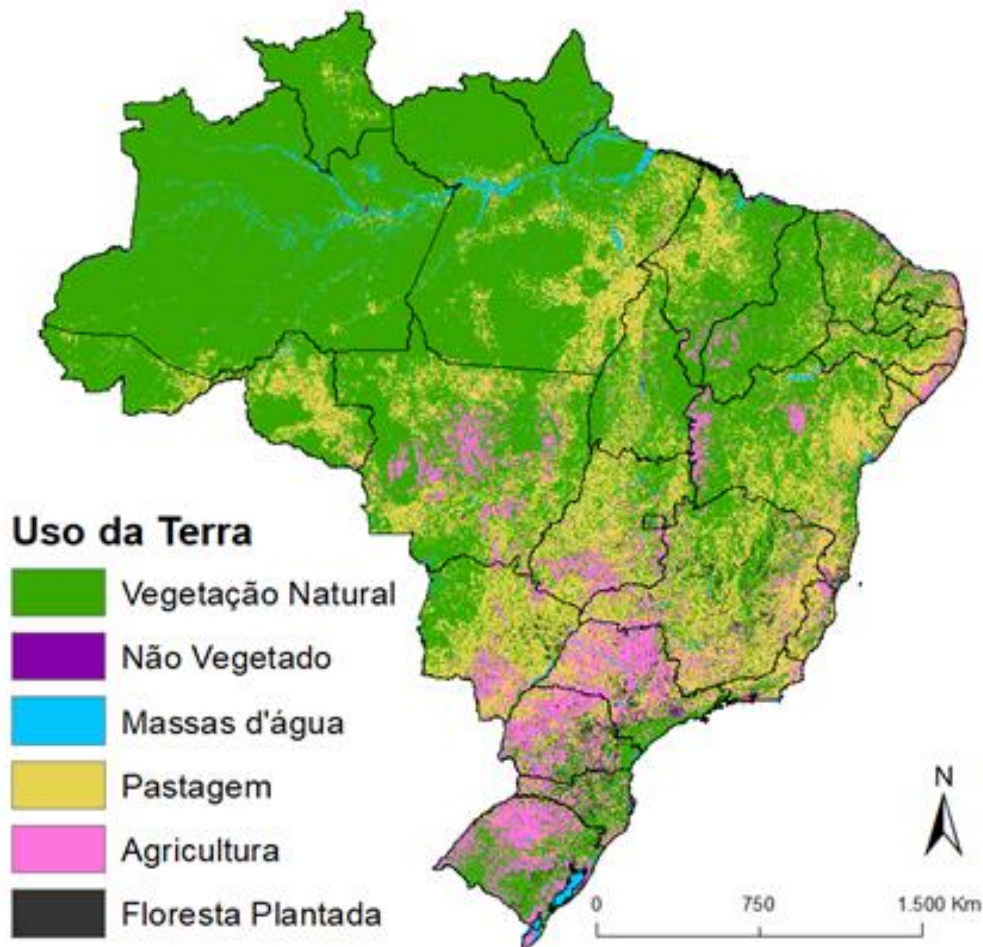 Uso da Terra
Vegetação Natural
Não Vegetado
Massas d'água
Pastagem
Agricultura
Floresta Plantada
N
0 750 1.500 Km